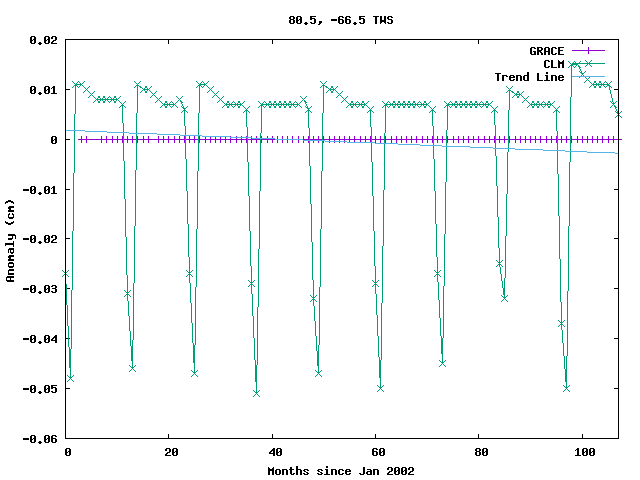 80.5, -66.5 TWS
0.02
0.01
0
-0.01
-0.02
-0.03
-0.04
-0.05
-0.06
Anomaly (cm)
GRACE
CLM
Trend Line
0 20 40 60 80 100
Months since Jan 2002